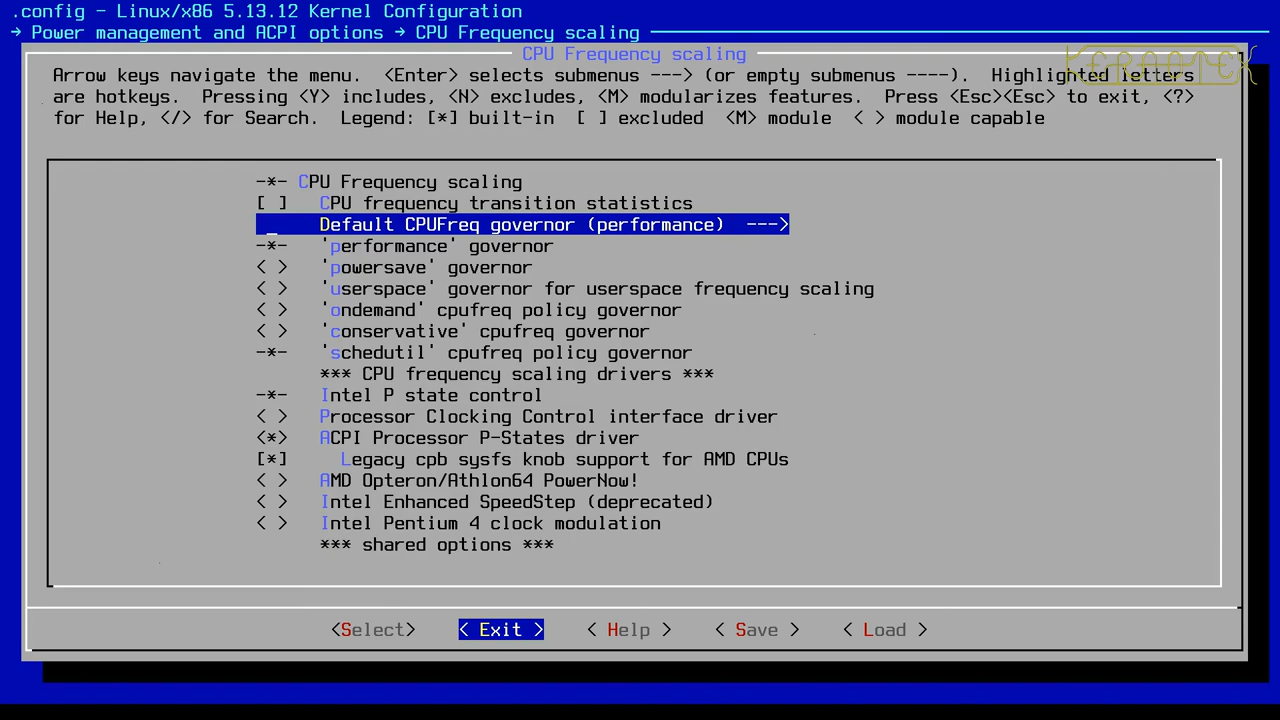 .config - Linux/x86 5.13.12 Kernel Configuration
→ Power management and ACPI options → CPU Frequency scaling
CPU Frequency scaling
KERNOTEX
Arrow keys navigate the menu.  <Enter> selects submenus ---> (or empty submenus ----).  Highlighted letters
are hotkeys.  Pressing <Y> includes, <N> excludes, <M> modularizes features.  Press <Esc><Esc> to exit, <?>
for Help, </> for Search.  Legend: [*] built-in  [ ] excluded  <M> module  < > module capable
-*- CPU Frequency scaling
[ ]   CPU frequency transition statistics
_    Default CPUFreq governor (performance)  --->
-*-   'performance' governor
< >   'powersave' governor
< >   'userspace' governor for userspace frequency scaling
< >   'ondemand' cpufreq policy governor
< >   'conservative' cpufreq governor
-*-   'schedutil' cpufreq policy governor
*** CPU frequency scaling drivers ***
-*-   Intel P state control
< >   Processor Clocking Control interface driver
<*>   ACPI Processor P-States driver
[*]     Legacy cpb sysfs knob support for AMD CPUs
< >   AMD Opteron/Athlon64 PowerNow!
< >   Intel Enhanced SpeedStep (deprecated)
< >   Intel Pentium 4 clock modulation
*** shared options ***
<Select>    < Exit >    < Help >    < Save >    < Load >